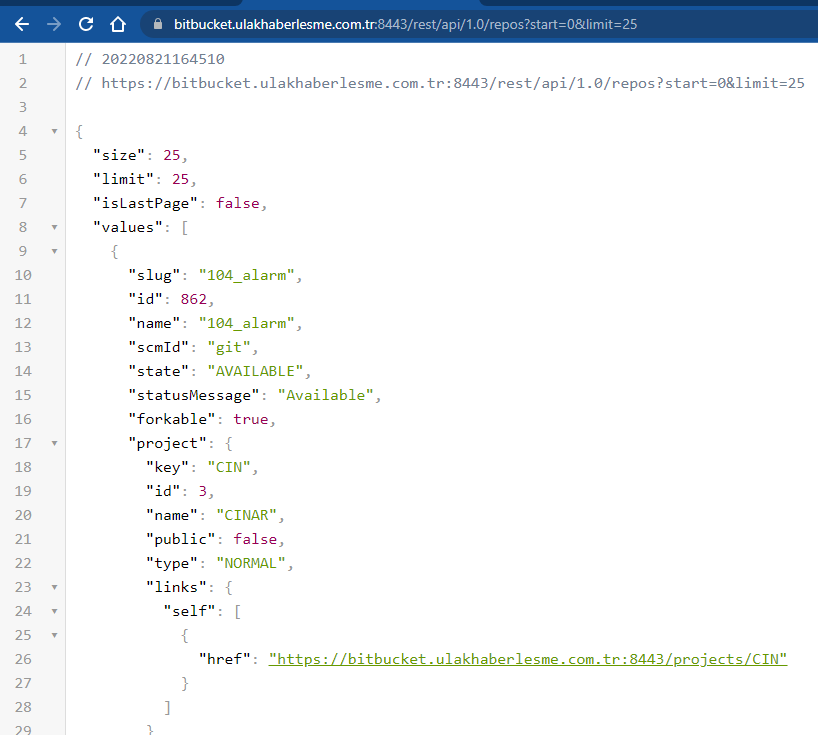 bitbucket.ulakhaberlesme.com.tr:8443/rest/api/1.0/repos?start=0&limit=25
1 // 20220821164510
2 // https://bitbucket.ulakhaberlesme.com.tr:8443/rest/api/1.0/repos?start=0&limit=25
3
4 {
5 "size": 25,
6 "limit": 25,
7 "isLastPage": false,
8 "values": [
9 {
10 "slug": "104_alarm",
11 "id": 862,
12 "name": "104_alarm",
13 "scmId": "git",
14 "state": "AVAILABLE",
15 "statusMessage": "Available",
16 "forkable": true,
17 "project": {
18 "key": "CIN",
19 "id": 3,
20 "name": "CINAR",
21 "public": false,
22 "type": "NORMAL",
23 "links": {
24 "self": [
25 {
26 "href": "https://bitbucket.ulakhaberlesme.com.tr:8443/projects/CIN"
27 }
28 ]
29 }